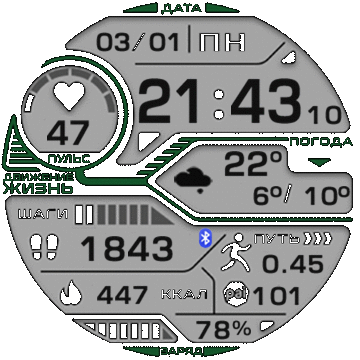 ДАТА
03/01 ПН
21:43 10
47
ПУЛЬС
ПОГОДА
22°
6°/ 10°
ДВИЖЕНИЕ
ЖИЗНЬ
ШАГИ
1843
ПУТЬ
0.45
447 ККАЛ
pai 101
78%
ЗАРЯД